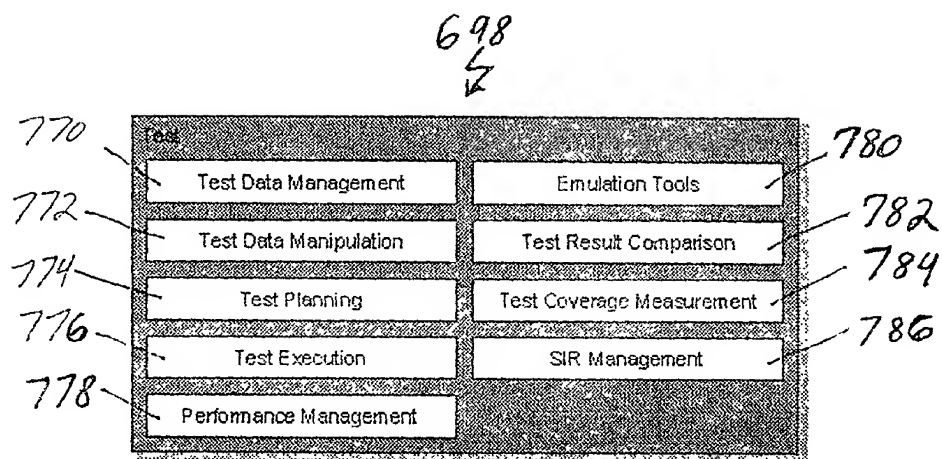 698
Test
770 Test Data Management Emulation Tools 780
772 Test Data Manipulation Test Result Comparison 782
774 Test Planning Test Coverage Measurement 784
776 Test Execution SIR Management 786
778 Performance Management